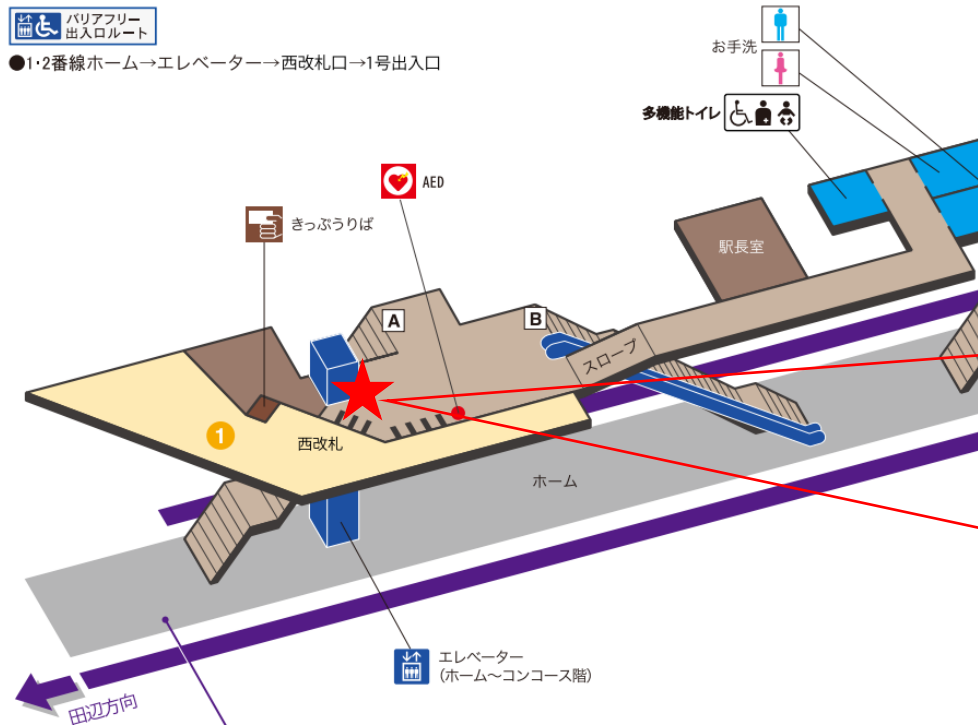 バリアフリー
出入口ルート
●1・2番線ホーム→エレベーター→西改札口→1号出入口
お手洗
多機能トイレ
AED
きっぷうりば
駅長室
A
B
スロープ
1
西改札
ホーム
エレベーター
(ホーム〜コンコース階)
田辺方向